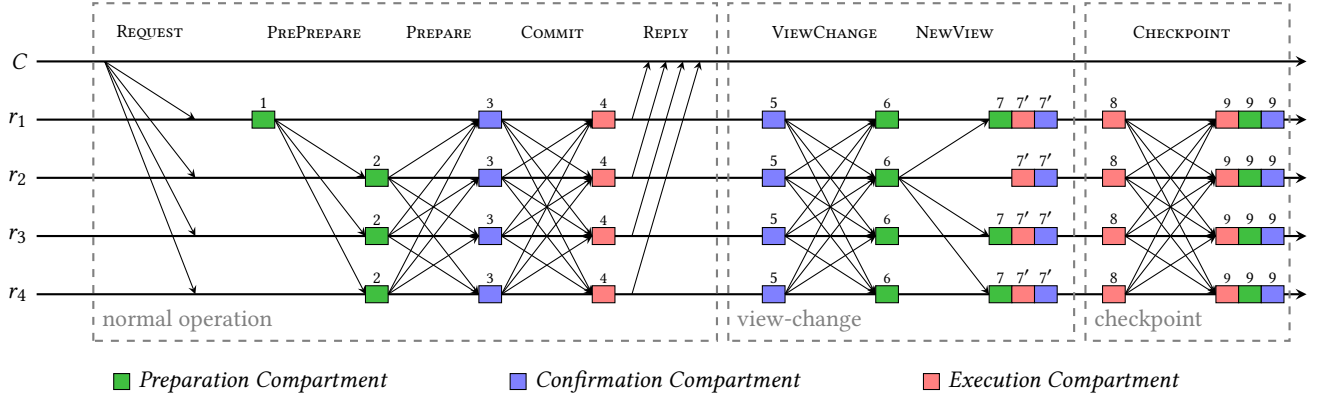 REQUEST PREPREPARE PREPARE COMMIT REPLY VIEWCHANGE NEWVIEW CHECKPOINT
C
1 3 4 5 6 7 7′ 7′ 8 9 9 9
r1
2 3 4 5 6 7′ 7′ 8 9 9 9
r2
2 3 4 5 6 7 7′ 7′ 8 9 9 9
r3
2 3 4 5 6 7 7′ 7′ 8 9 9 9
r4
normal operation view-change checkpoint
Preparation Compartment Confirmation Compartment Execution Compartment